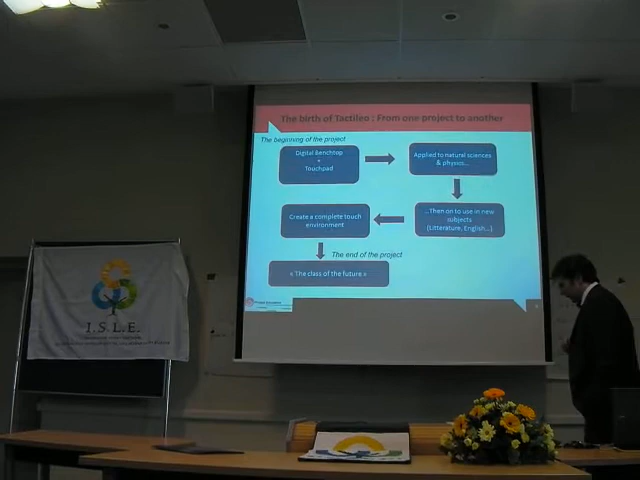 The birth of Tactileo : From one project to another
The beginning of the project
Digital Benchtop
+
Touchpad
Applied to natural sciences
& physics...
...Then on to use in new
subjects
(Litterature, English...)
Create a complete touch
environment
The end of the project
« The class of the future »
I.S.L.E.